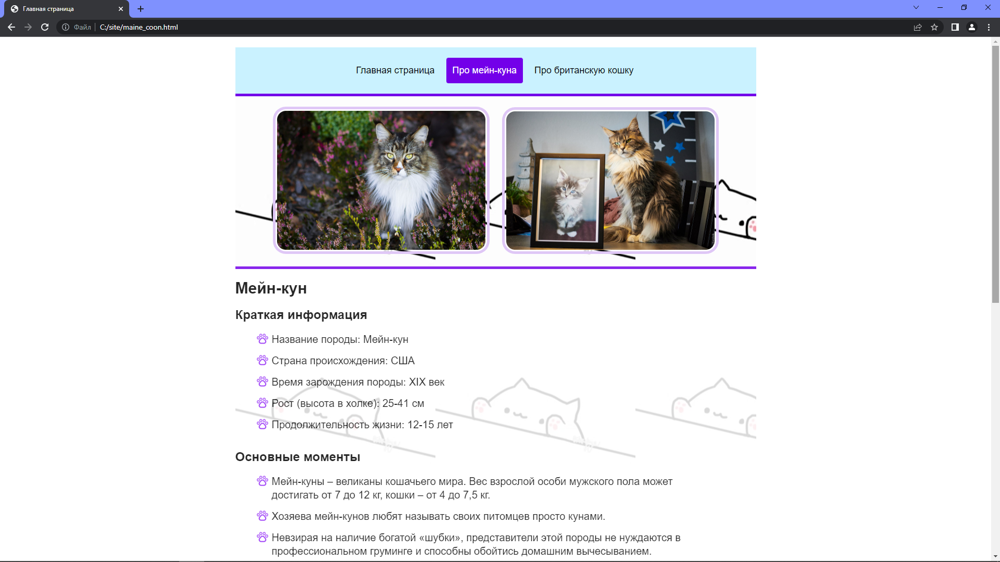 Главная страница
Файл
C:/site/maine_coon.html
Главная страница
Про мейн-куна
Про британскую кошку
Мейн-кун
Краткая информация
Название породы: Мейн-кун
Страна происхождения: США
Время зарождения породы: XIX век
Рост (высота в холке): 25-41 см
Продолжительность жизни: 12-15 лет
Основные моменты
Мейн-куны – великаны кошачьего мира. Вес взрослой особи мужского пола может
достигать от 7 до 12 кг, кошки – от 4 до 7,5 кг.
Хозяева мейн-кунов любят называть своих питомцев просто кунами.
Невзирая на наличие богатой «шубки», представители этой породы не нуждаются в
профессиональном груминге и способны обойтись домашним вычесыванием.